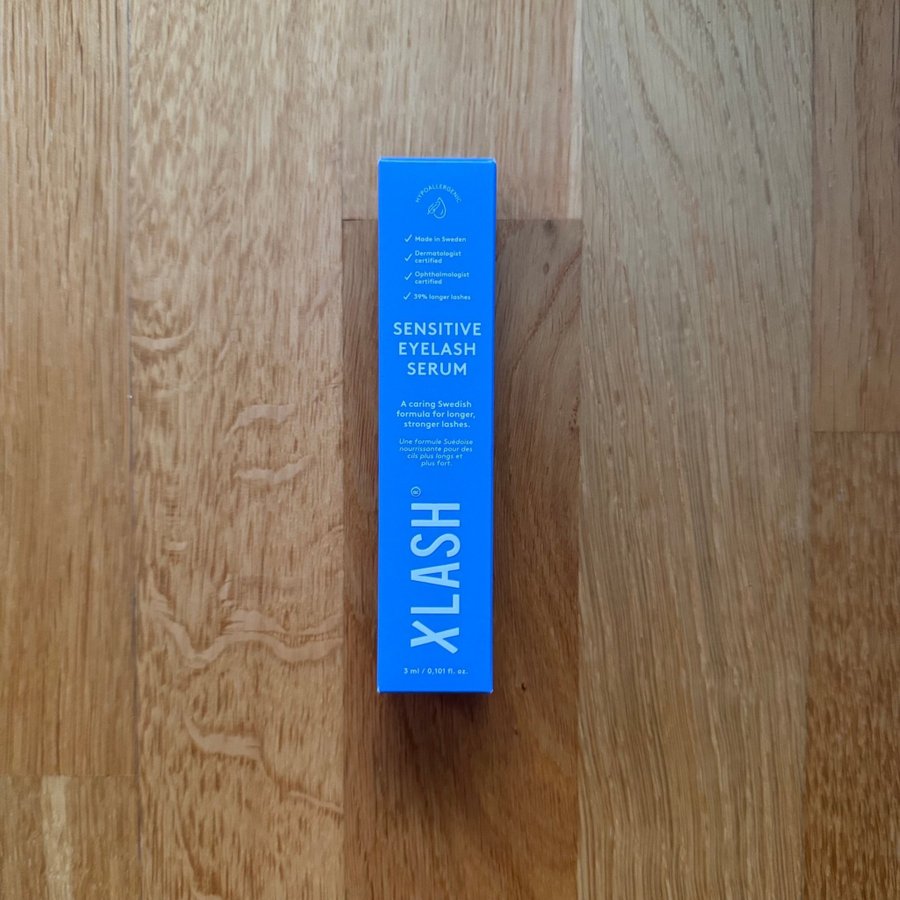 HYPOALLERGENIC
✓ Made in Sweden
✓ Dermatologist
certified
✓ Ophthalmologist
certified
✓ 39% longer lashes
SENSITIVE
EYELASH
SERUM
A caring Swedish
formula for longer,
stronger lashes.
Une formule Suédoise
nourrissante pour des
cils plus longs et
plus fort.
XLASH®
3 ml / 0,101 fl. oz.